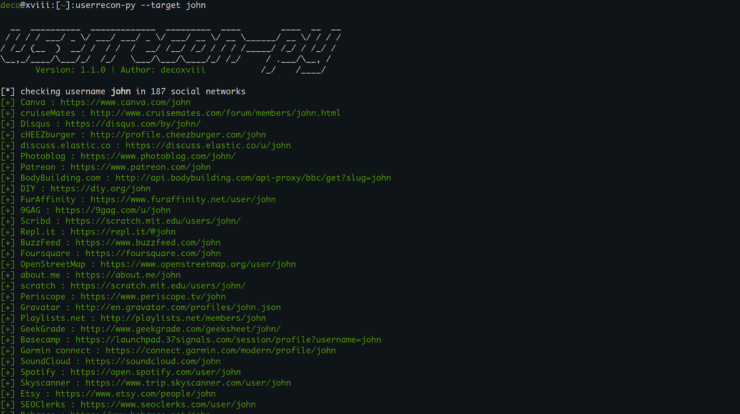 deco@xviii:[~]:userrecon-py --target john
Version: 1.1.0 | Author: decoxviii
[*] checking username john in 187 social networks
[+] Canva : https://www.canva.com/john
[+] cruiseMates : http://www.cruisemates.com/forum/members/john.html
[+] Disqus : https://disqus.com/by/john/
[+] cHEEZburger : http://profile.cheezburger.com/john
[+] discuss.elastic.co : https://discuss.elastic.co/u/john
[+] Photoblog : https://www.photoblog.com/john/
[+] Patreon : https://www.patreon.com/john
[+] BodyBuilding.com : http://api.bodybuilding.com/api-proxy/bbc/get?slug=john
[+] DIY : https://diy.org/john
[+] FurAffinity : https://www.furaffinity.net/user/john
[+] 9GAG : https://9gag.com/u/john
[+] Scribd : https://scratch.mit.edu/users/john/
[+] Repl.it : https://repl.it/@john
[+] BuzzFeed : https://www.buzzfeed.com/john
[+] Foursquare : https://foursquare.com/john
[+] OpenStreetMap : https://www.openstreetmap.org/user/john
[+] about.me : https://about.me/john
[+] scratch : https://scratch.mit.edu/users/john/
[+] Periscope : https://www.periscope.tv/john
[+] Gravatar : http://en.gravatar.com/profiles/john.json
[+] Playlists.net : http://playlists.net/members/john
[+] GeekGrade : http://www.geekgrade.com/geeksheet/john/
[+] Basecamp : https://launchpad.37signals.com/session/profile?username=john
[+] Garmin connect : https://connect.garmin.com/modern/profile/john
[+] SoundCloud : https://soundcloud.com/john
[+] Spotify : https://open.spotify.com/user/john
[+] Skyscanner : https://www.trip.skyscanner.com/user/john
[+] Etsy : https://www.etsy.com/people/john
[+] SEOClerks : https://www.seoclerks.com/user/john